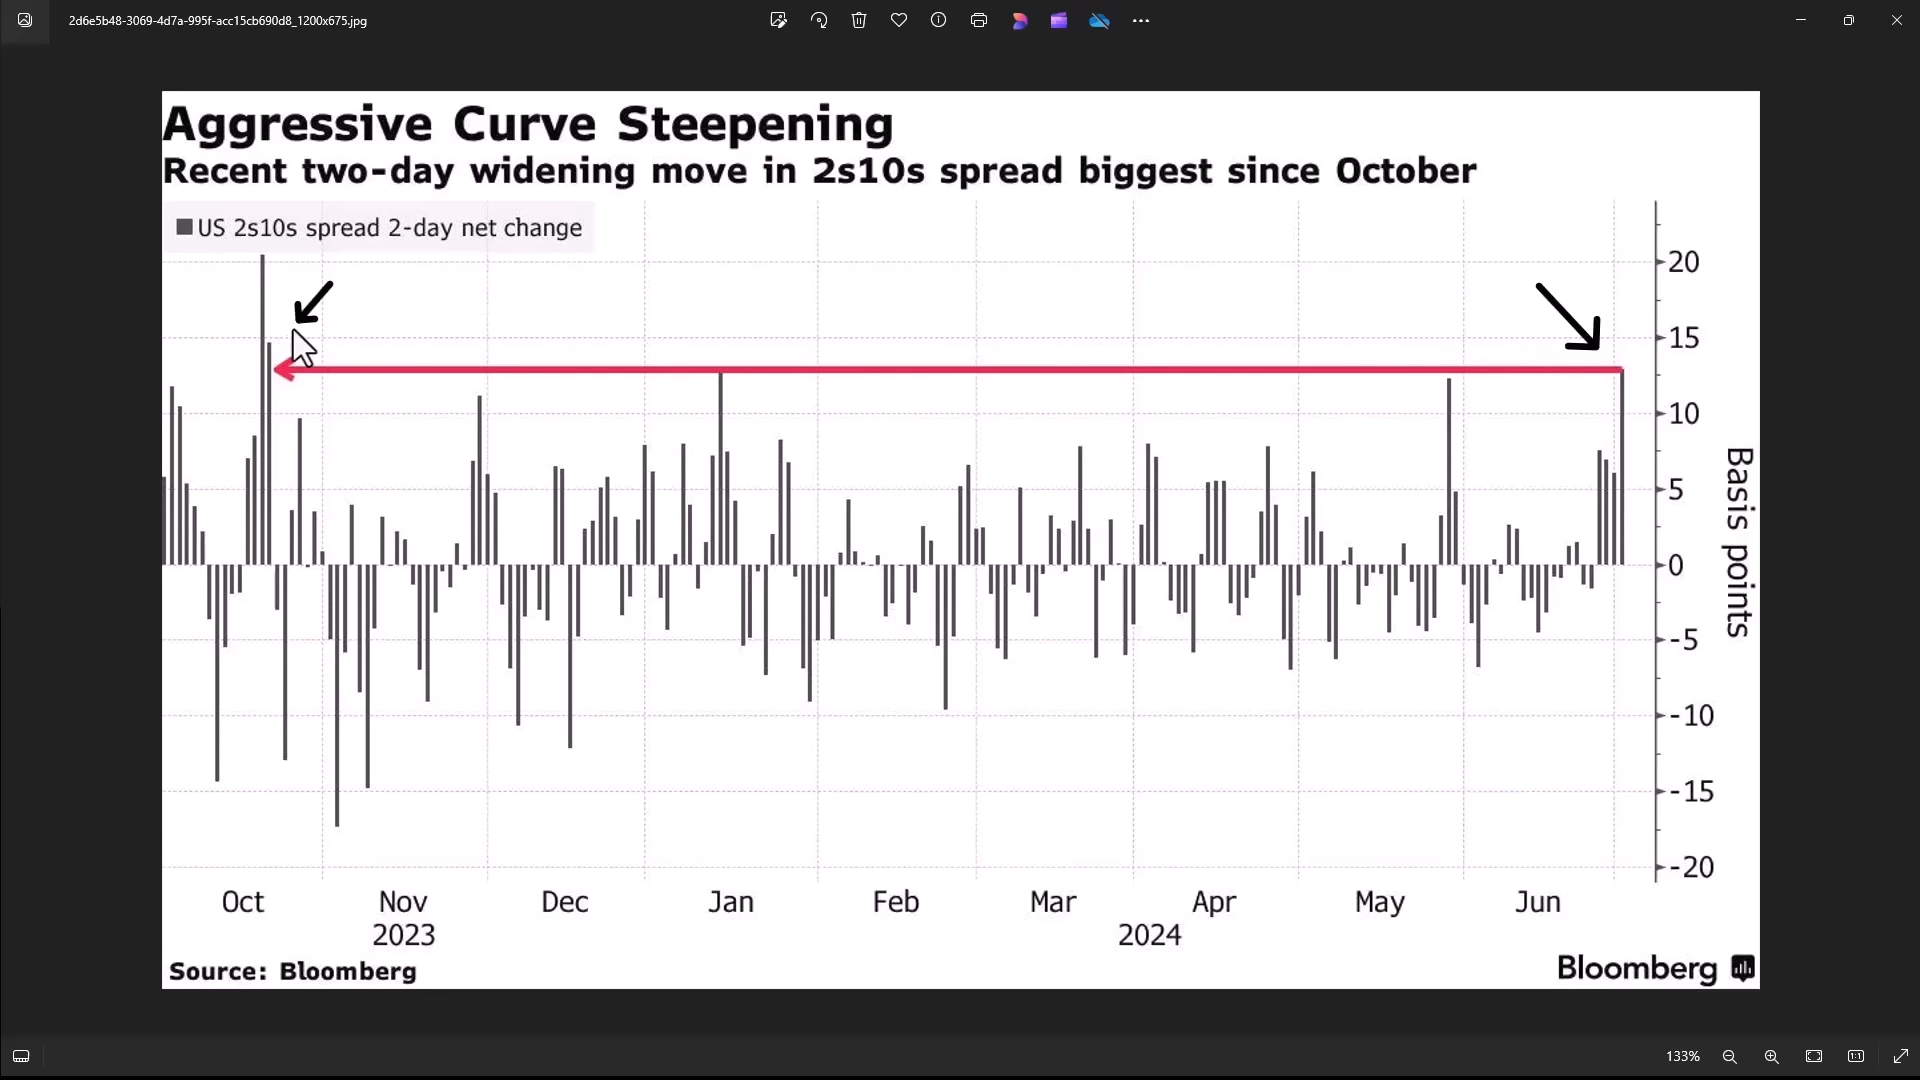 2d6e5b48-3069-4d7a-995f-acc15cb690d8_1200x675.jpg
Aggressive Curve Steepening
Recent two-day widening move in 2s10s spread biggest since October
US 2s10s spread 2-day net change
20
15
10
5
0
-5
-10
-15
-20
Basis points
Oct Nov Dec Jan Feb Mar Apr May Jun
2023 2024
Source: Bloomberg
Bloomberg
133%
1:1